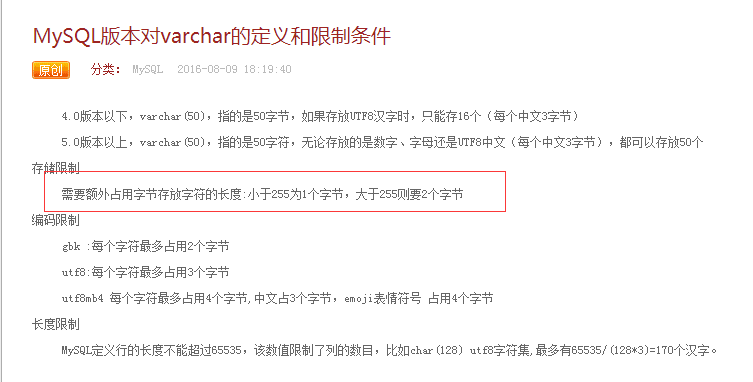 MySQL版本对varchar的定义和限制条件
原创 分类： MySQL 2016-08-09 18:19:40
4.0版本以下，varchar(50)，指的是50字节，如果存放UTF8汉字时，只能存16个（每个中文3字节）
5.0版本以上，varchar(50)，指的是50字符，无论存放的是数字、字母还是UTF8中文（每个中文3字节），都可以存放50个
存储限制
需要额外占用字节存放字符的长度:小于255为1个字节，大于255则要2个字节
编码限制
gbk :每个字符最多占用2个字节
utf8:每个字符最多占用3个字节
utf8mb4 每个字符最多占用4个字节,中文占3个字节，emoji表情符号 占用4个字节
长度限制
MySQL定义行的长度不能超过65535，该数值限制了列的数目，比如char(128) utf8字符集,最多有65535/(128*3)=170个汉字。